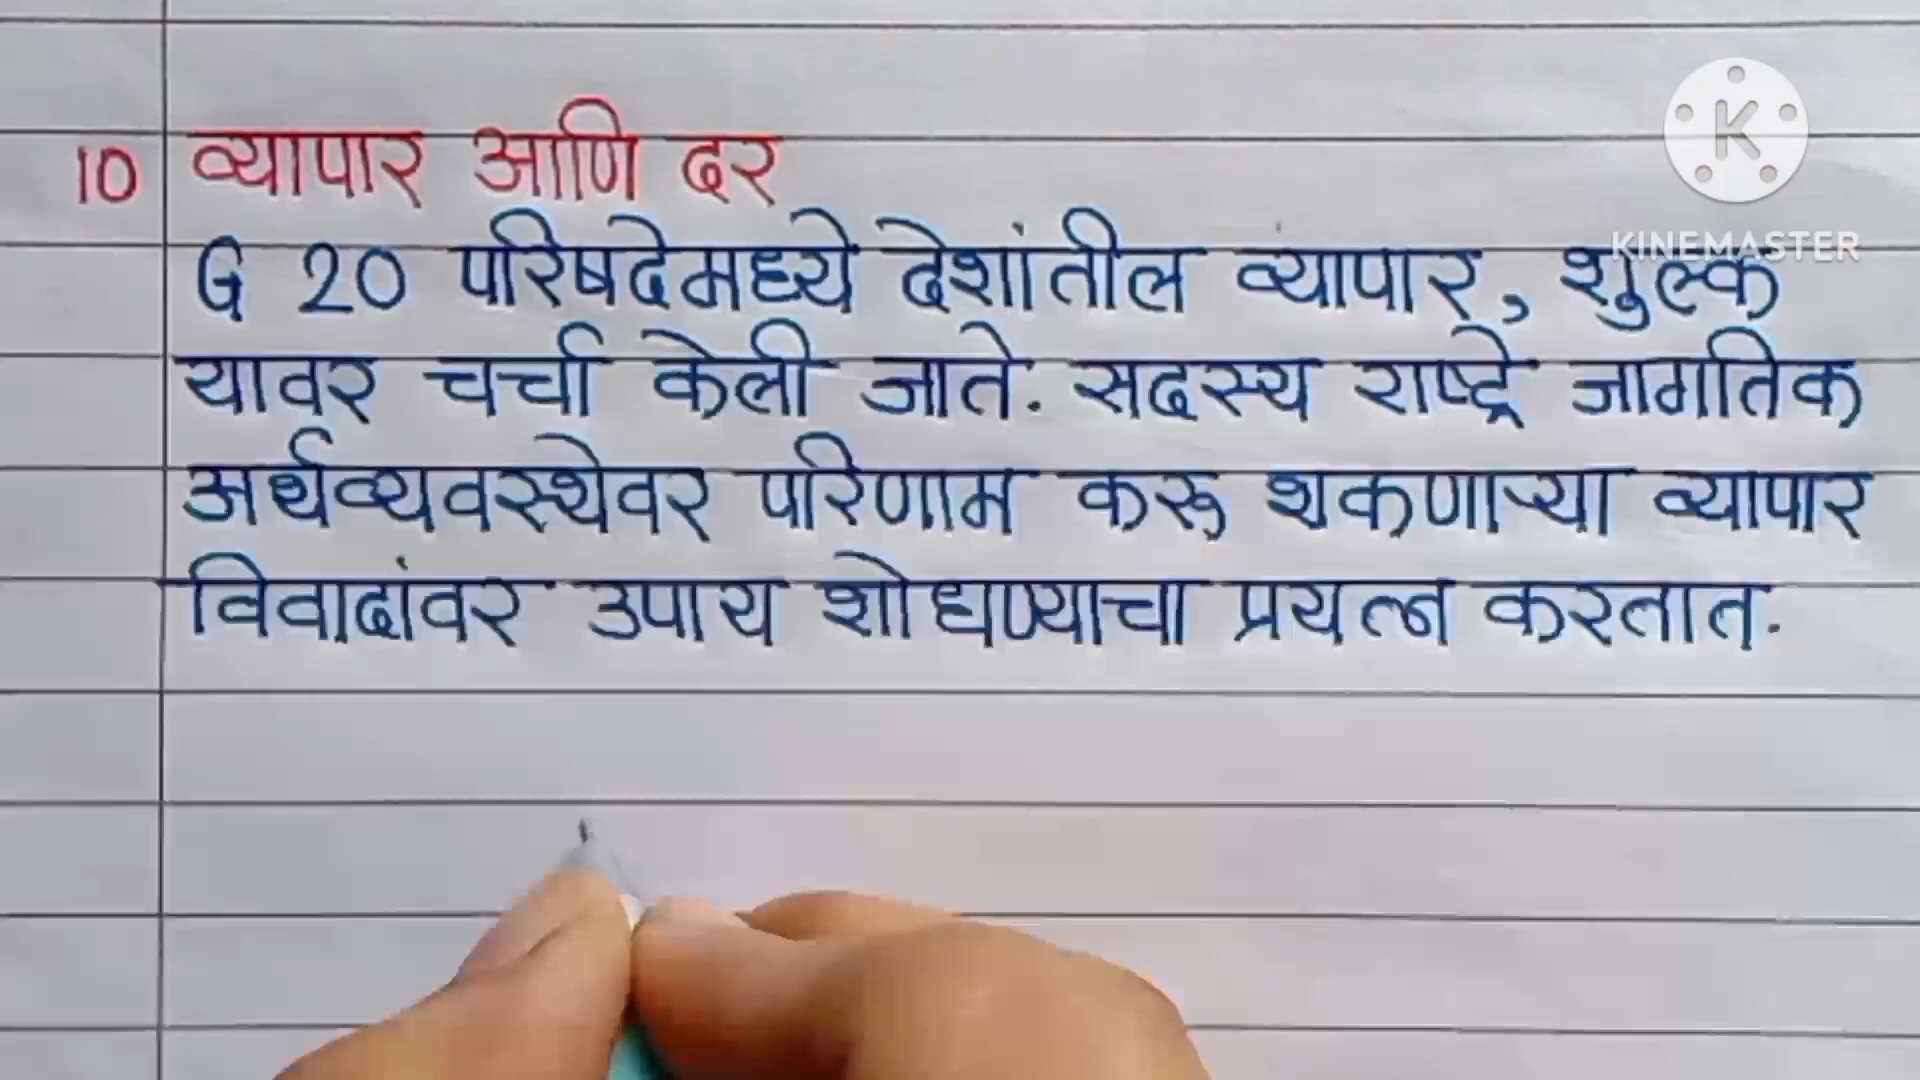 10 व्यापार आणि दर
G 20 परिषदेमध्ये देशांतील व्यापार, शुल्क
यावर चर्चा केली जाते. सदस्य राष्ट्रे जागतिक
अर्थव्यवस्थेवर परिणाम करू शकणाऱ्या व्यापार
विवादांवर उपाय शोधण्याचा प्रयत्न करतात.
K
KINEMASTER